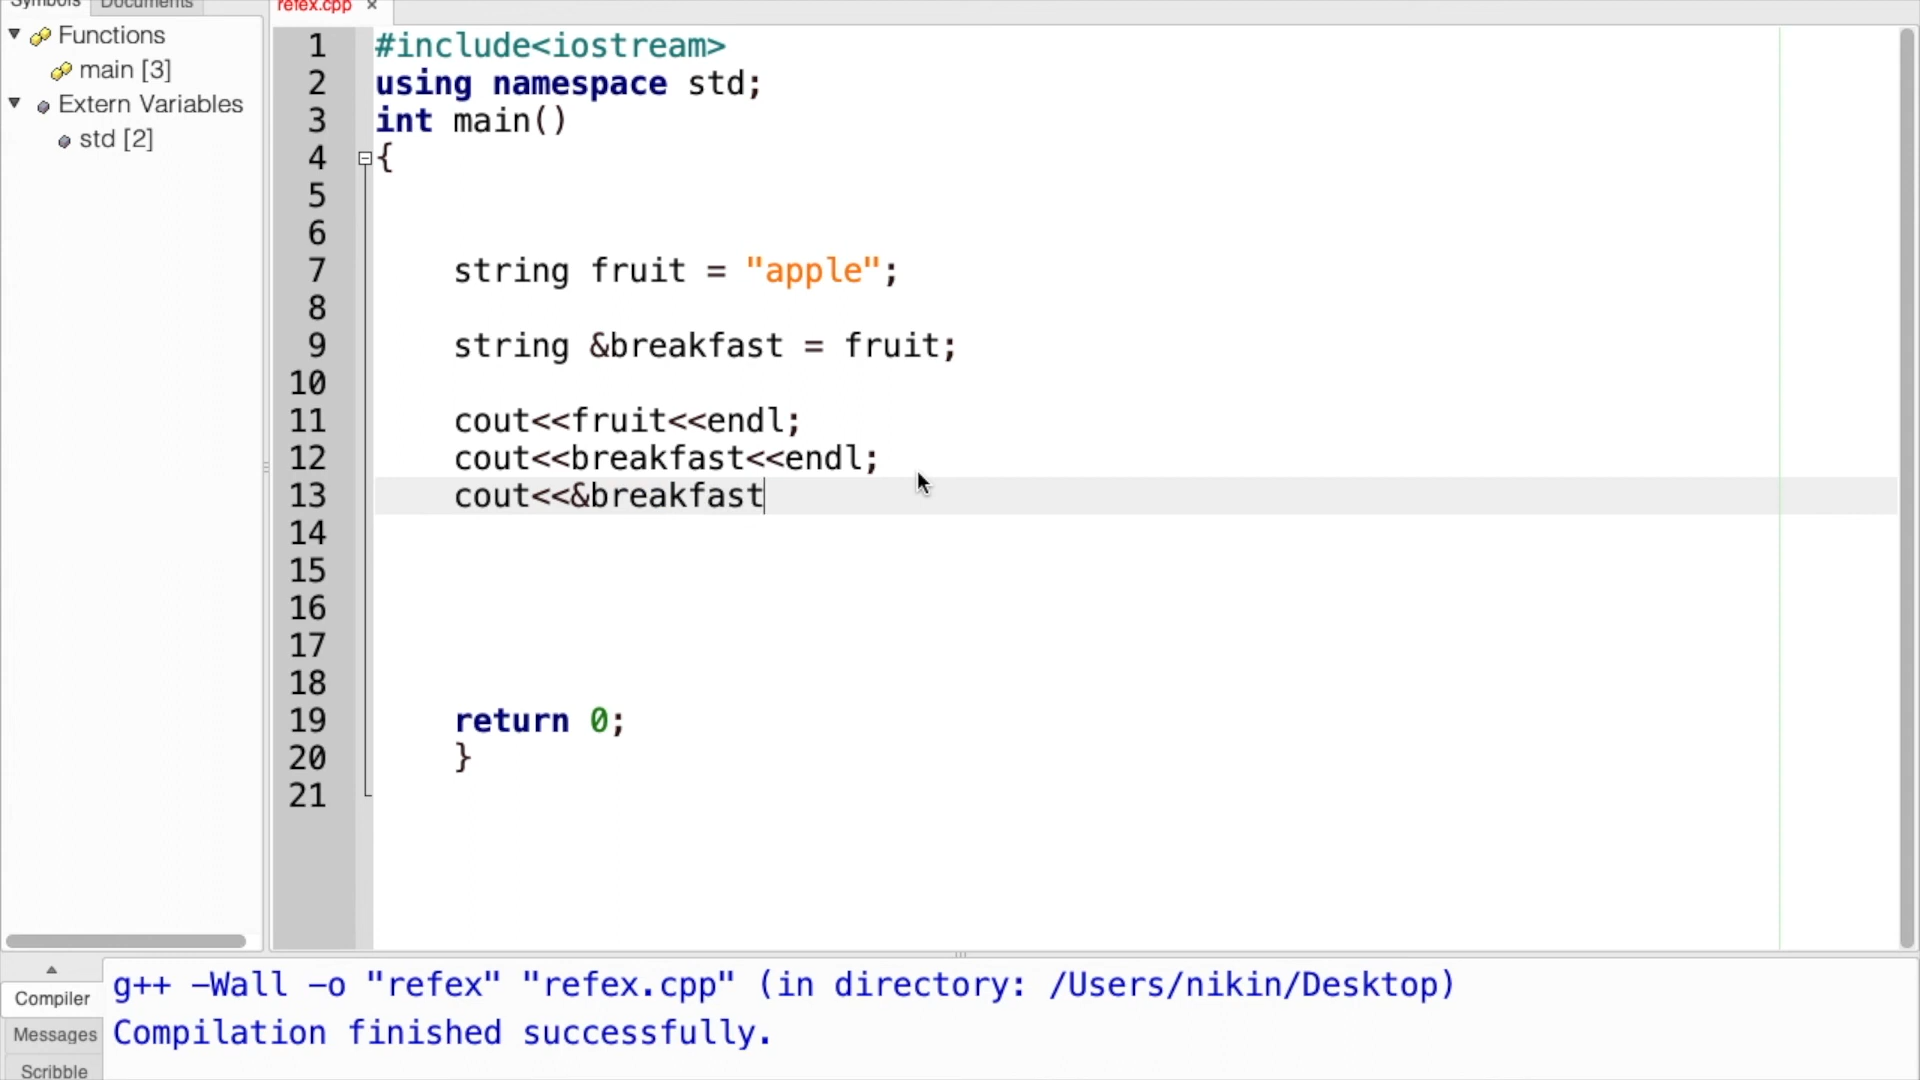 Symbols Documents
Functions
main [3]
Extern Variables
std [2]
refex.cpp ×
1 #include<iostream>
2 using namespace std;
3 int main()
4 {
5
6
7 string fruit = "apple";
8
9 string &breakfast = fruit;
10
11 cout<<fruit<<endl;
12 cout<<breakfast<<endl;
13 cout<<&breakfast
14
15
16
17
18
19 return 0;
20 }
21
Compiler
Messages
Scribble
g++ -Wall -o "refex" "refex.cpp" (in directory: /Users/nikin/Desktop)
Compilation finished successfully.